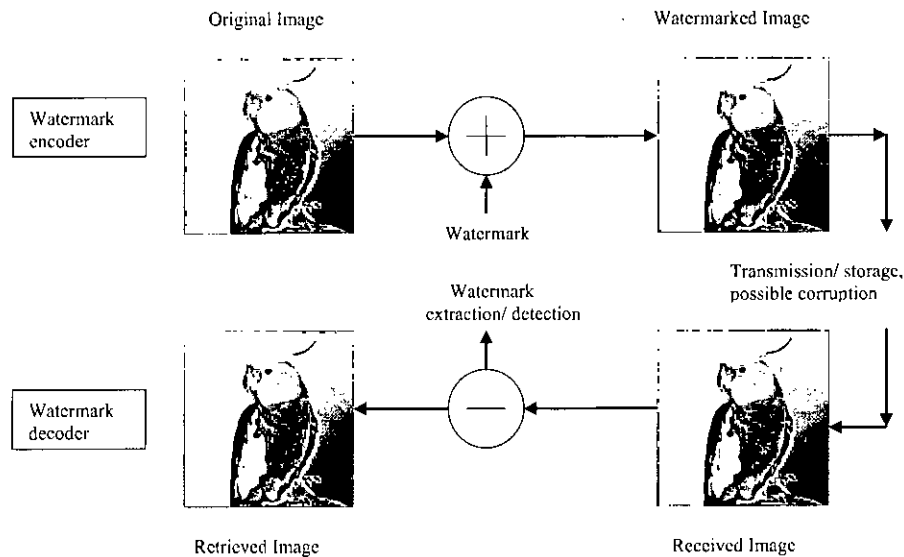 Original Image
Watermarked Image
Watermark
encoder
Watermark
Transmission/ storage,
possible corruption
Watermark
extraction/ detection
Watermark
decoder
Retrieved Image
Received Image